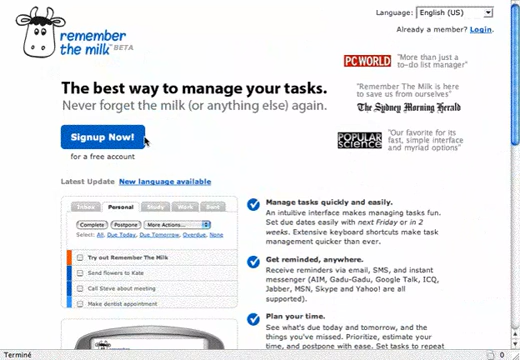 Language: English (US)
Already a member? Login.
remember
the milk BETA
The best way to manage your tasks.
Never forget the milk (or anything else) again.
PC WORLD "More than just a
to-do list manager"
"Remember The Milk is here
to save us from ourselves"
The Sydney Morning Herald
POPULAR SCIENCE "Our favorite for its
fast, simple interface
and myriad options"
Signup Now!
for a free account
Latest Update New language available
Inbox Personal Study Work Sent
Complete Postpone More Actions...
Select: All, Due Today, Due Tomorrow, Overdue, None
Try out Remember The Milk
Send flowers to Kate
Call Steve about meeting
Make dentist appointment
Manage tasks quickly and easily.
An intuitive interface makes managing tasks fun.
Set due dates easily with next Friday or in 2
weeks. Extensive keyboard shortcuts make task
management quicker than ever.
Get reminded, anywhere.
Receive reminders via email, SMS, and instant
messenger (AIM, Gadu-Gadu, Google Talk, ICQ,
Jabber, MSN, Skype and Yahoo! are all
supported).
Plan your time.
See what's due today and tomorrow, and the
things you've missed. Prioritize, estimate your
time, and postpone with ease. Set tasks to repeat
Terminé 0